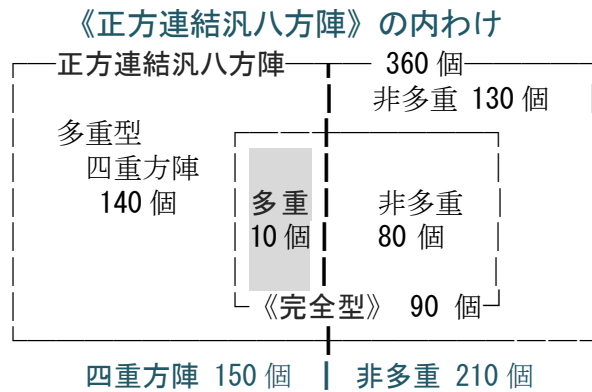 《正方連結汎八方陣》の内わけ
正方連結汎八方陣 360 個
非多重 130 個
多重型
四重方陣
140 個
多重 非多重
10 個 80 個
《完全型》 90 個
四重方陣 150 個 | 非多重 210 個